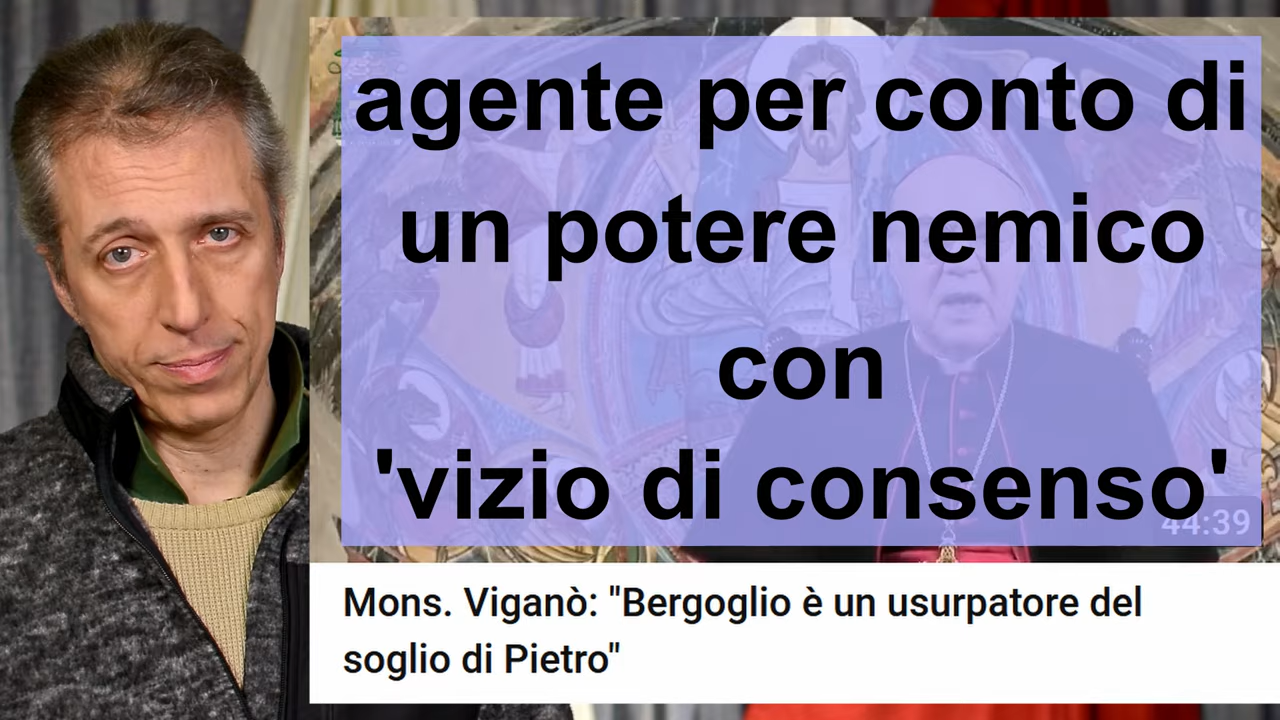 agente per conto di
un potere nemico
con
'vizio di consenso'
44:39
Mons. Viganò: "Bergoglio è un usurpatore del
soglio di Pietro"